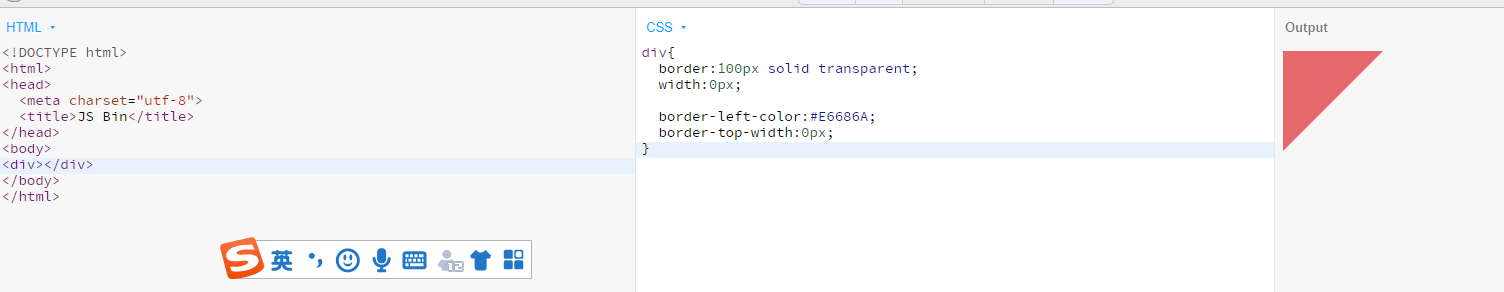 HTML
<!DOCTYPE html>
<html>
<head>
  <meta charset="utf-8">
  <title>JS Bin</title>
</head>
<body>
<div></div>
</body>
</html>
CSS
div{
  border:100px solid transparent;
  width:0px;
  border-left-color:#E6686A;
  border-top-width:0px;
}
Output
S 英 12